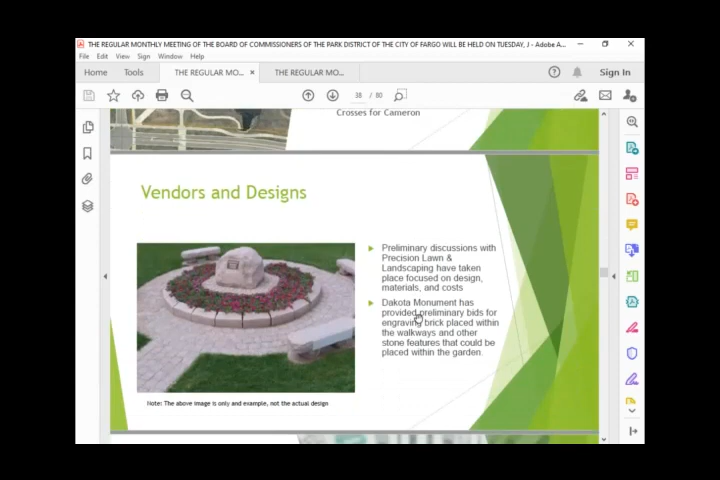 THE REGULAR MONTHLY MEETING OF THE BOARD OF COMMISSIONERS OF THE PARK DISTRICT OF THE CITY OF FARGO WILL BE HELD ON TUESDAY, J - Adobe A...
File Edit View Sign Window Help
Home Tools THE REGULAR MO... × THE REGULAR MO... Sign In
38 / 80
Crosses for Cameron
Vendors and Designs
Preliminary discussions with
Precision Lawn &
Landscaping have taken
place focused on design,
materials, and costs
Dakota Monument has
provided preliminary bids for
engraving brick placed within
the walkways and other
stone features that could be
placed within the garden.
Note: The above image is only and example, not the actual design